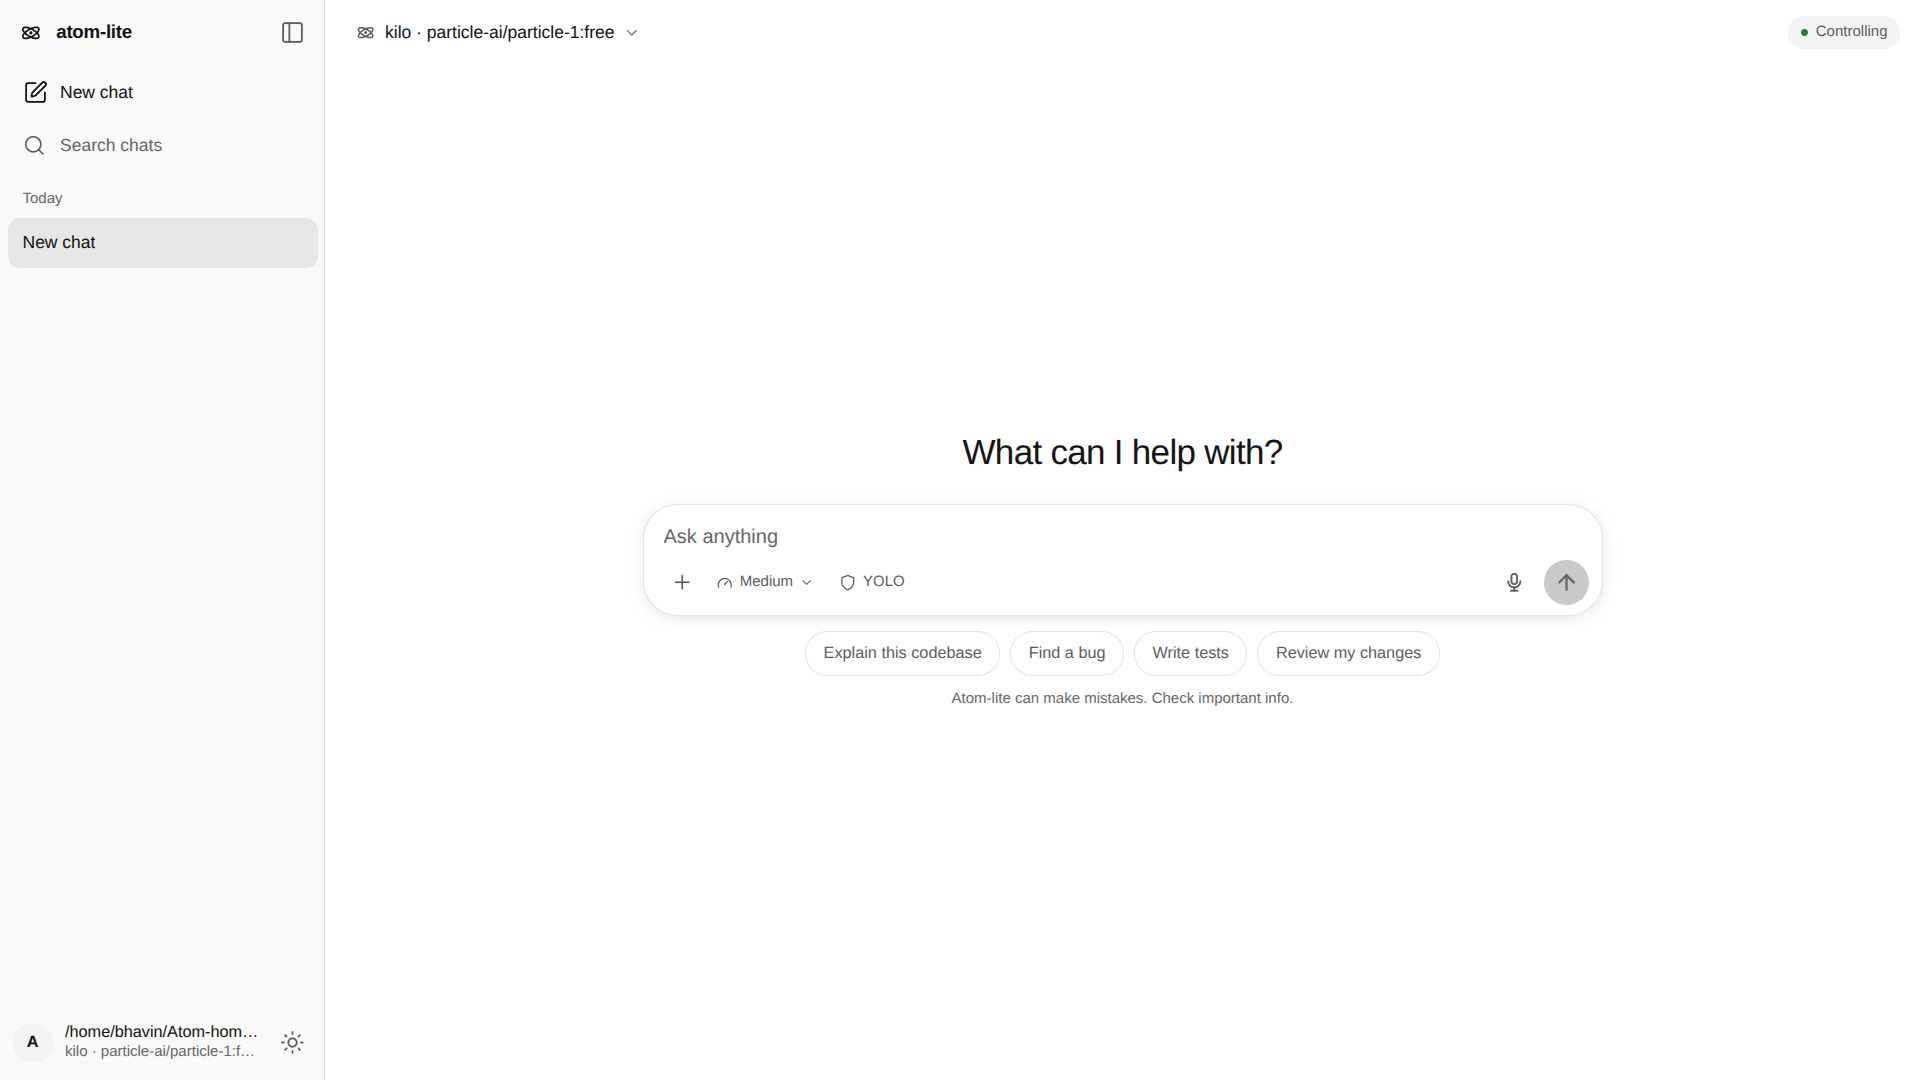 atom-lite
New chat
Search chats
Today
New chat
/home/bhavin/Atom-hom…
kilo · particle-ai/particle-1:f…
A
kilo · particle-ai/particle-1:free
Controlling
What can I help with?
Ask anything
Medium
YOLO
Explain this codebase
Find a bug
Write tests
Review my changes
Atom-lite can make mistakes. Check important info.